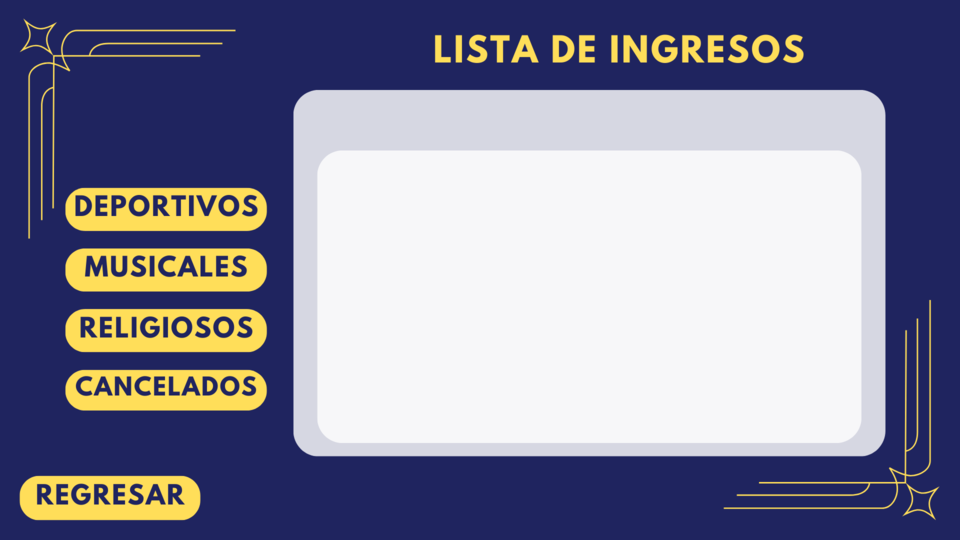 LISTA DE INGRESOS
DEPORTIVOS
MUSICALES
RELIGIOSOS
CANCELADOS
REGRESAR